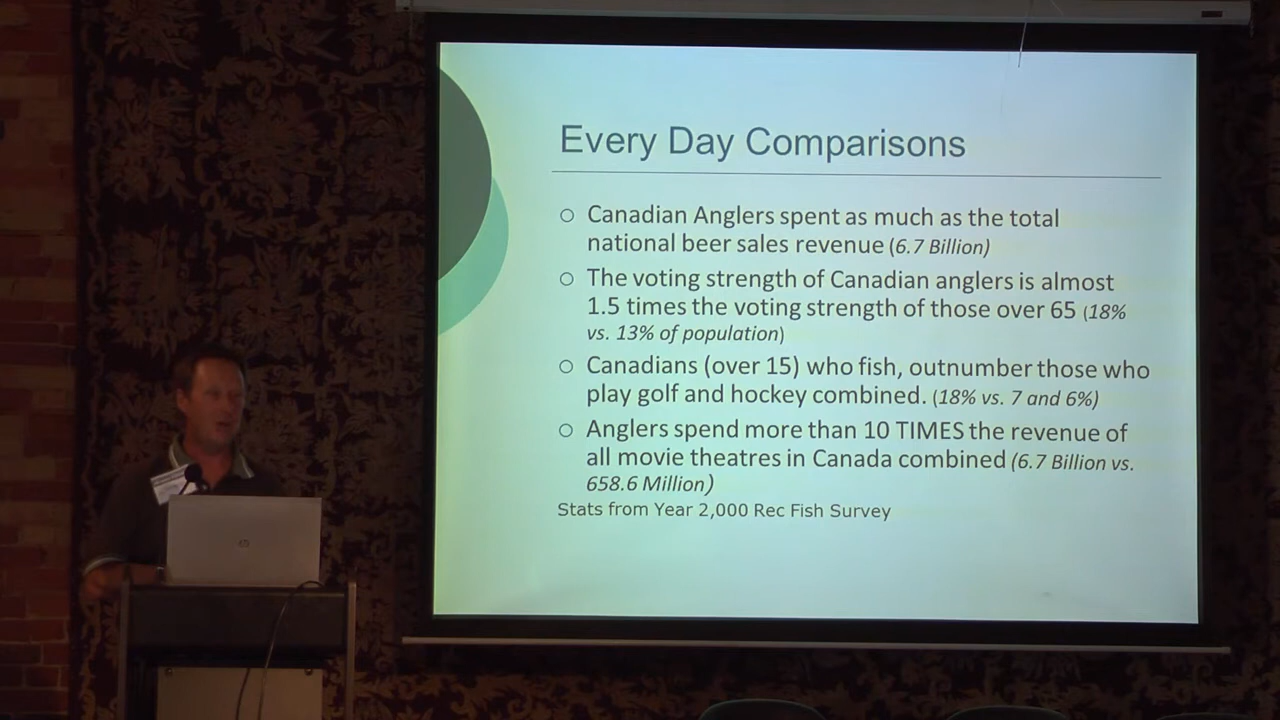 Every Day Comparisons
○ Canadian Anglers spent as much as the total
national beer sales revenue (6.7 Billion)
○ The voting strength of Canadian anglers is almost
1.5 times the voting strength of those over 65 (18%
vs. 13% of population)
○ Canadians (over 15) who fish, outnumber those who
play golf and hockey combined. (18% vs. 7 and 6%)
○ Anglers spend more than 10 TIMES the revenue of
all movie theatres in Canada combined (6.7 Billion vs.
658.6 Million)
Stats from Year 2,000 Rec Fish Survey
hp